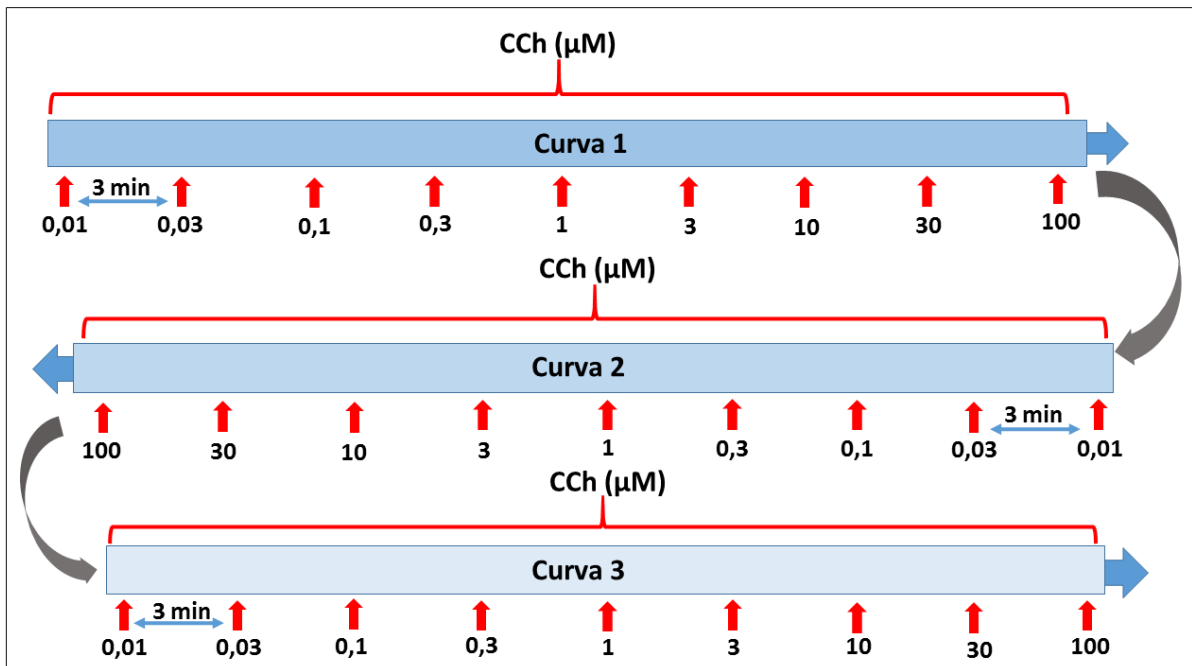 CCh (µM)
Curva 1
3 min
0,01 0,03 0,1 0,3 1 3 10 30 100
CCh (µM)
Curva 2
3 min
100 30 10 3 1 0,3 0,1 0,03 0,01
CCh (µM)
Curva 3
3 min
0,01 0,03 0,1 0,3 1 3 10 30 100